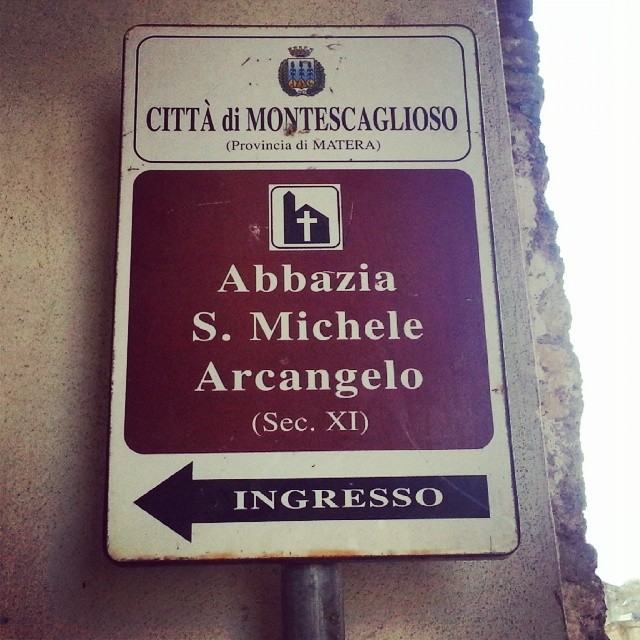 CITTÀ di MONTESCAGLIOSO
(Provincia di MATERA)
Abbazia
S. Michele
Arcangelo
(Sec. XI)
INGRESSO